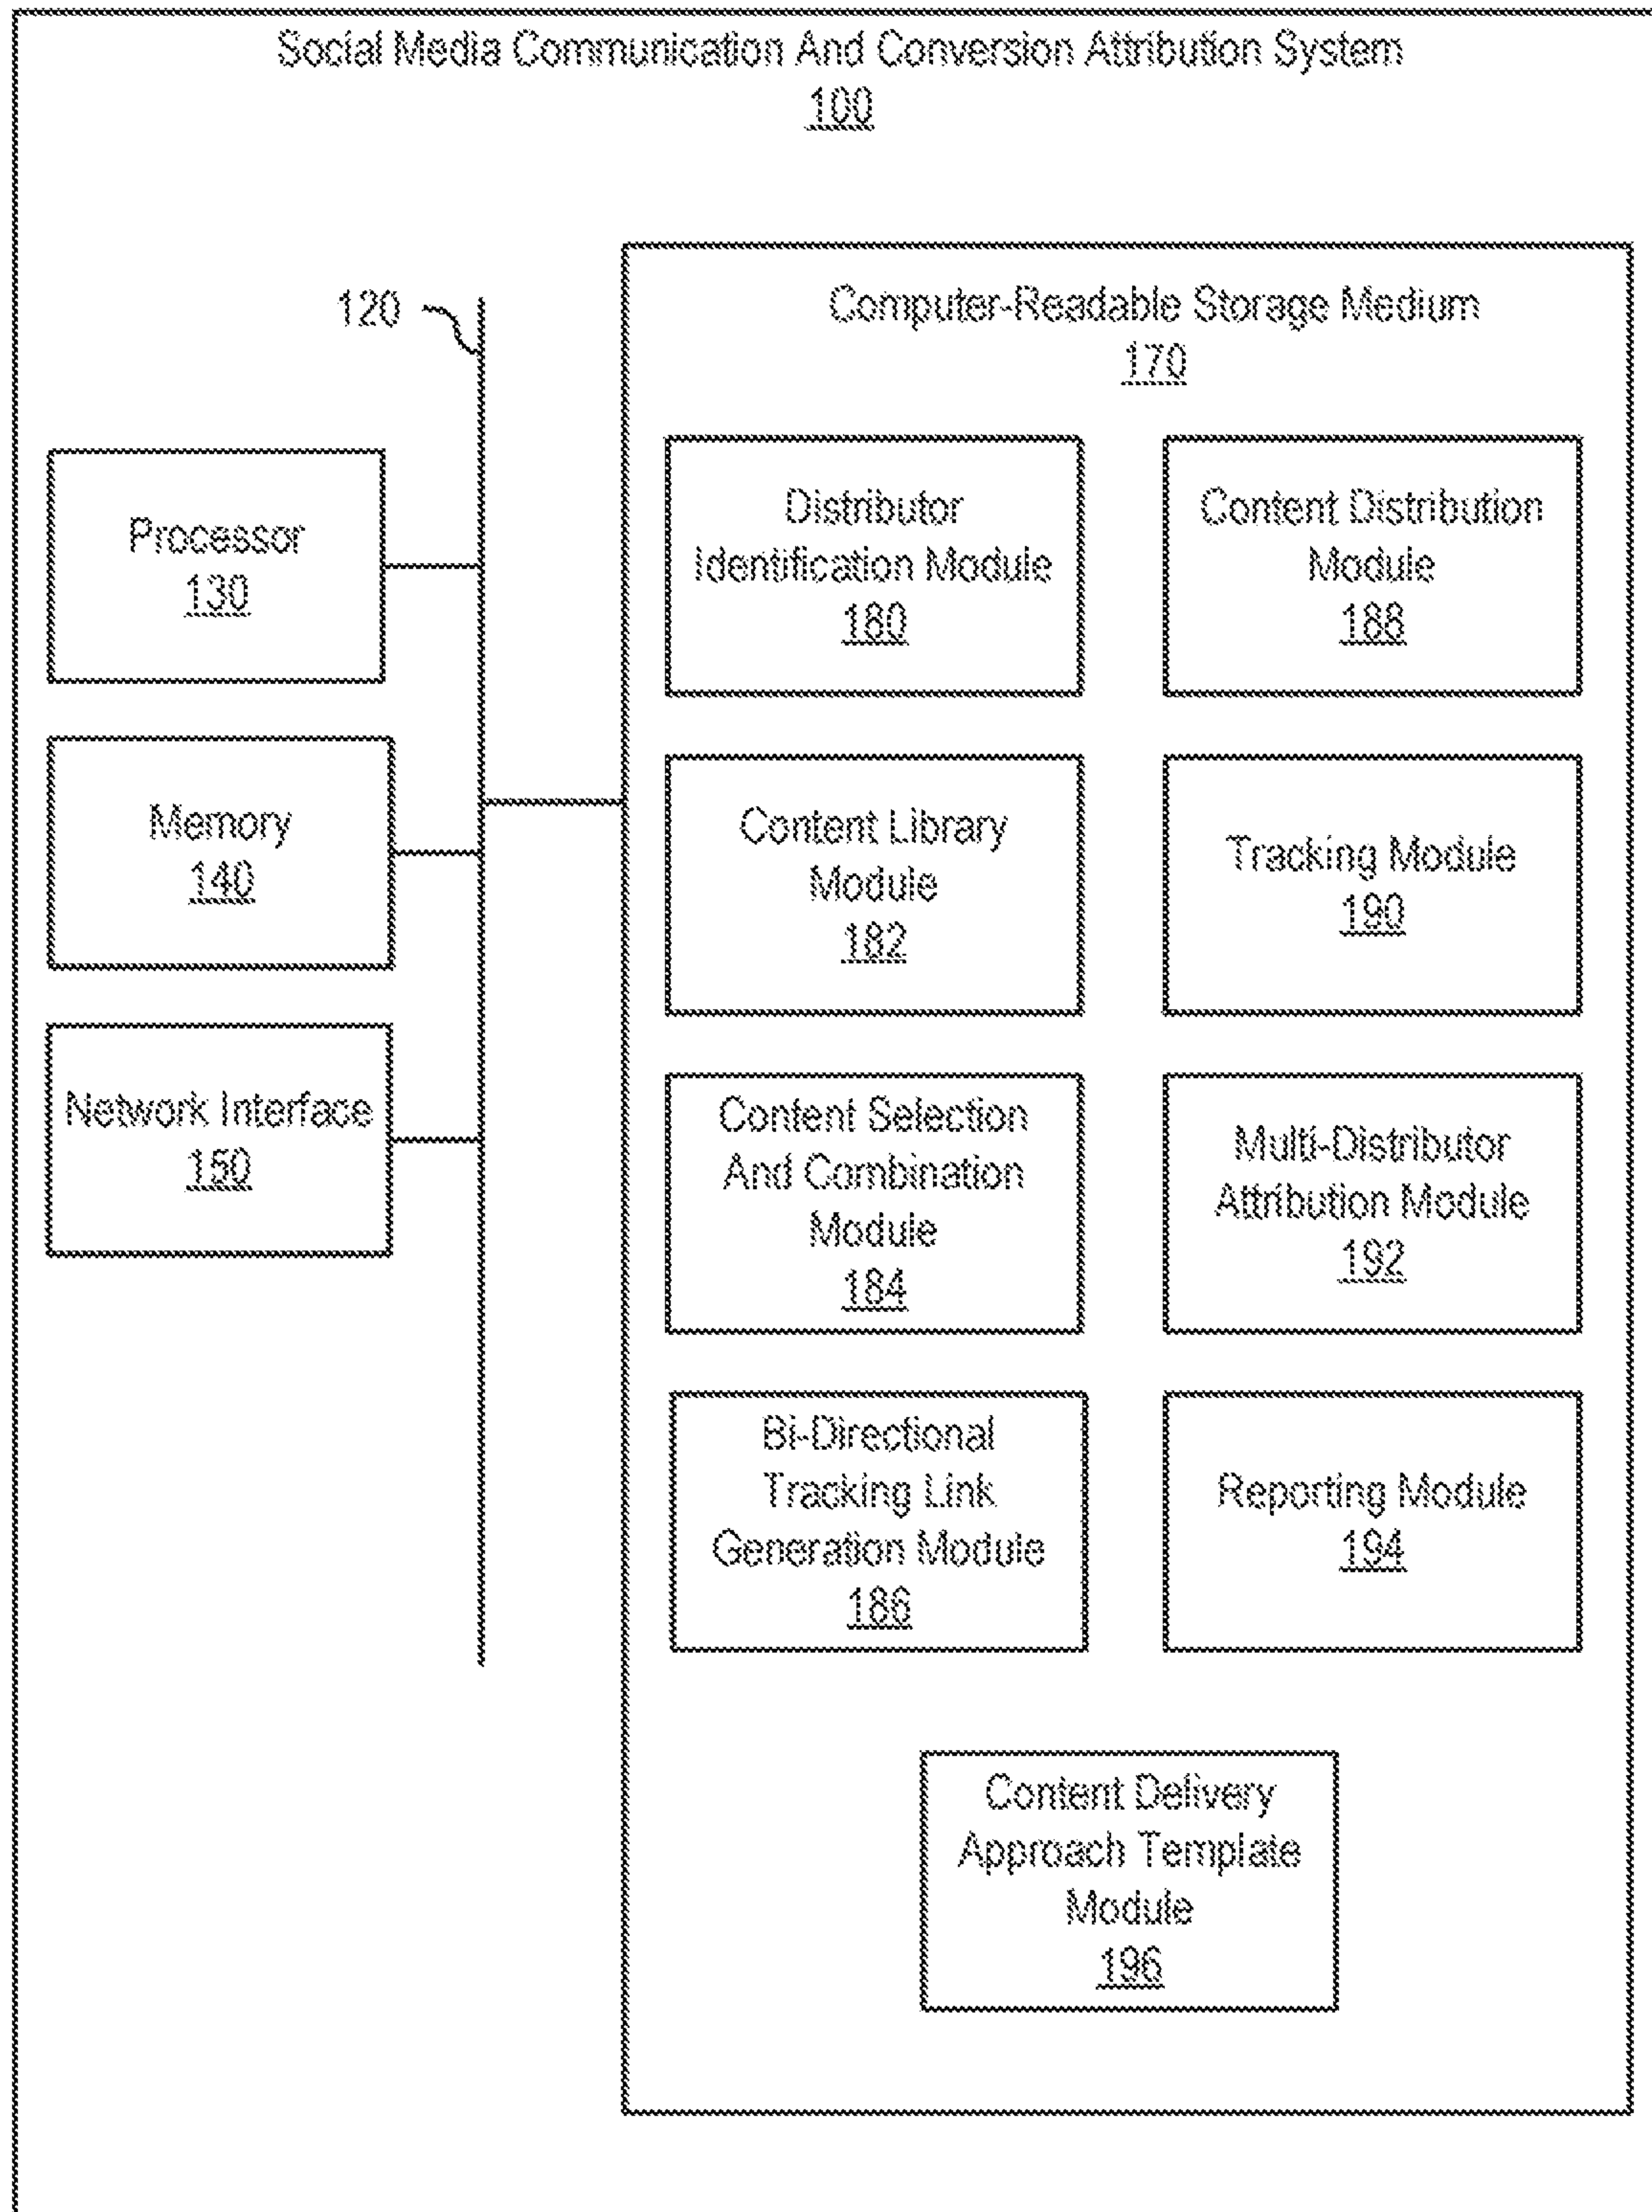 Social Media Communication And Conversion Attribution System
100
120
Computer-Readable Storage Medium
170
Processor
130
Memory
140
Network Interface
150
Distributor
Identification Module
180
Content Distribution
Module
188
Content Library
Module
182
Tracking Module
190
Content Selection
And Combination
Module
184
Multi-Distributor
Attribution Module
192
Bi-Directional
Tracking Link
Generation Module
186
Reporting Module
194
Content Delivery
Approach Template
Module
196